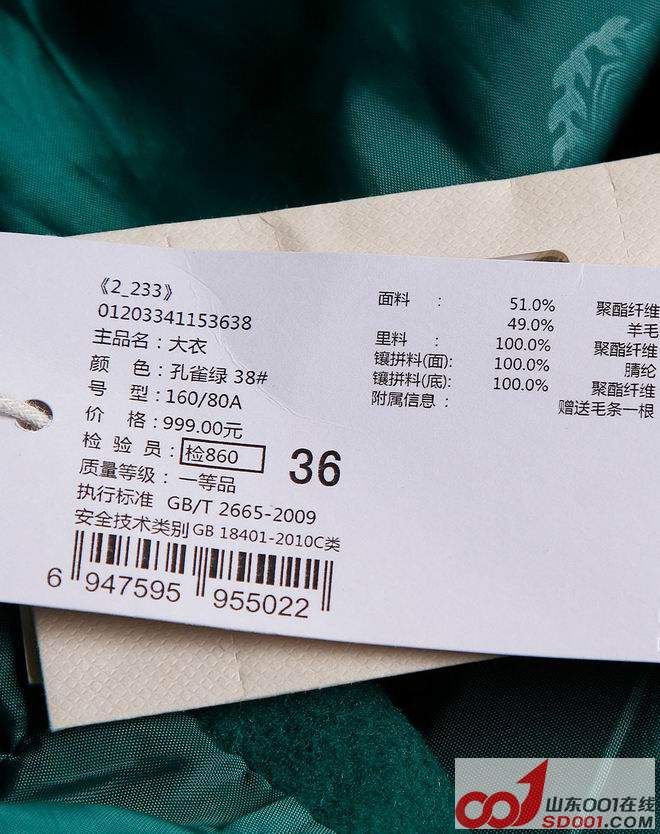 《2_233》
01203341153638
主品名：大衣
颜 色：孔雀绿 38#
号 型：160/80A
价 格：999.00元
检 验 员：检860
36
质量等级：一等品
执行标准 GB/T 2665-2009
安全技术类别 GB 18401-2010C类
6 947595 955022
面料 ： 51.0% 聚酯纤维
49.0% 羊毛
里料 ： 100.0% 聚酯纤维
镶拼料(面)： 100.0% 腈纶
镶拼料(底)： 100.0% 聚酯纤维
附属信息： 赠送毛条一根
001 山东001在线
SD001.COM